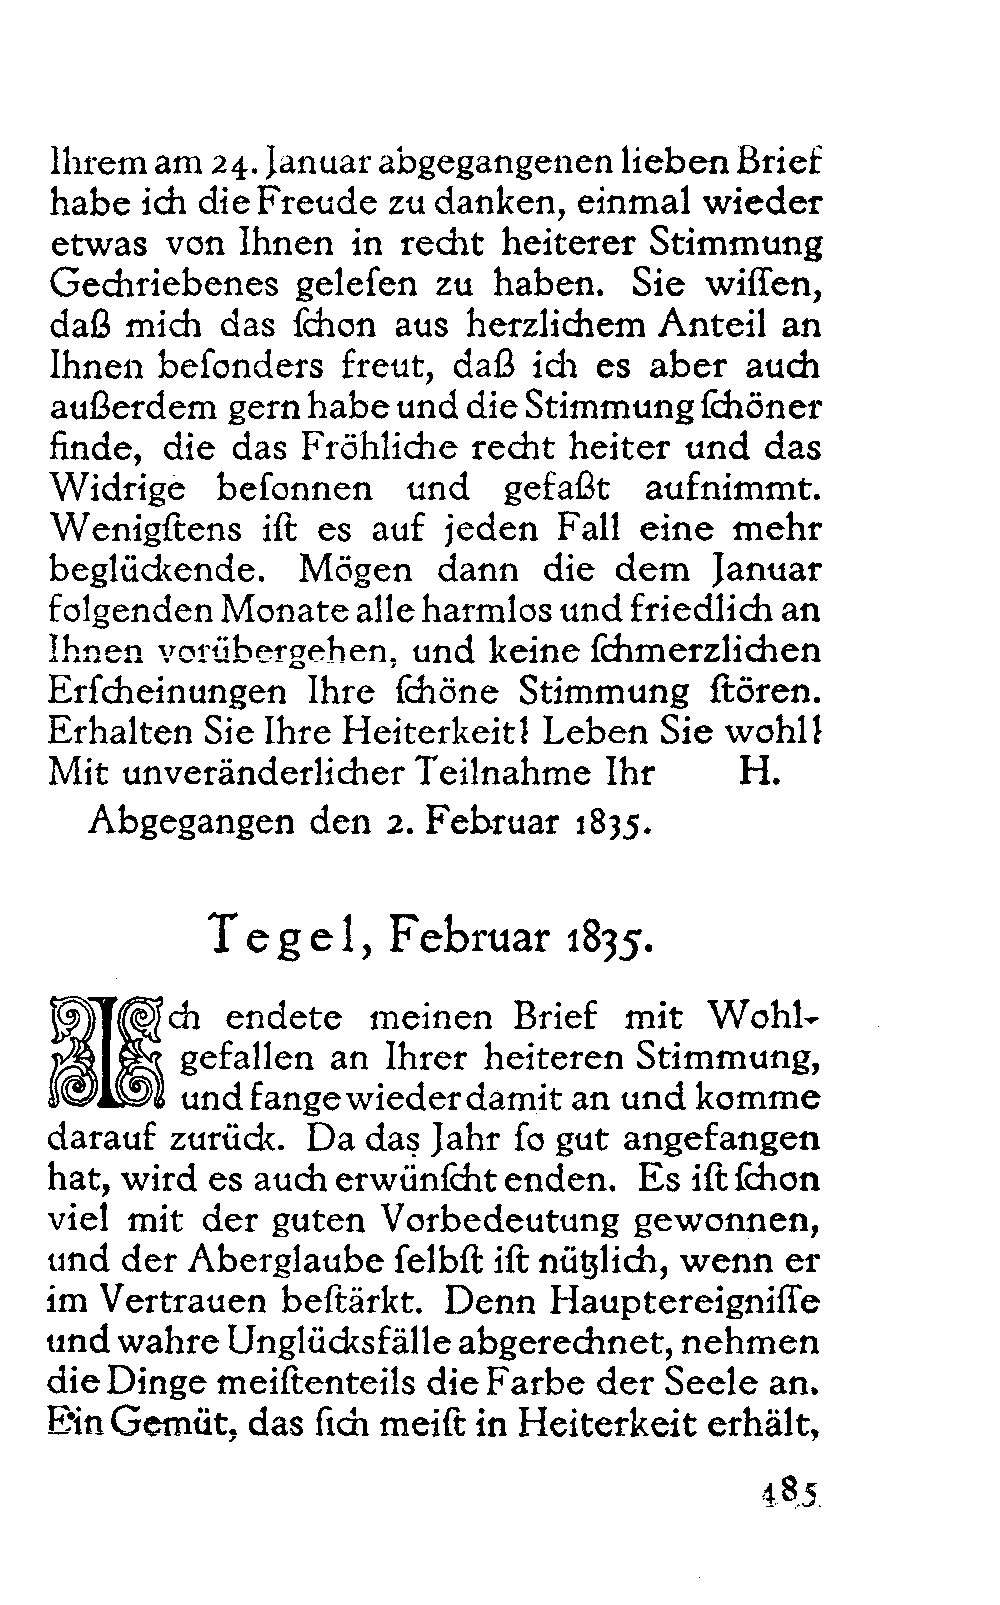 Ihrem am 24. Januar abgegangenen lieben Brief
habe ich die Freude zu danken, einmal wieder
etwas von Ihnen in recht heiterer Stimmung
Gechriebenes geleſen zu haben. Sie wiſſen,
daß mich das ſchon aus herzlichem Anteil an
Ihnen beſonders freut, daß ich es aber auch
außerdem gern habe und die Stimmung ſchöner
finde, die das Fröhliche recht heiter und das
Widrige beſonnen und gefaßt aufnimmt.
Wenigſtens iſt es auf jeden Fall eine mehr
beglückende. Mögen dann die dem Januar
folgenden Monate alle harmlos und friedlich an
Ihnen vorübergehen, und keine ſchmerzlichen
Erſcheinungen Ihre ſchöne Stimmung ſtören.
Erhalten Sie Ihre Heiterkeit! Leben Sie wohl!
Mit unveränderlicher Teilnahme Ihr H.
Abgegangen den 2. Februar 1835.
Tegel, Februar 1835.
Ich endete meinen Brief mit Wohl-
gefallen an Ihrer heiteren Stimmung,
und fange wieder damit an und komme
darauf zurück. Da das Jahr ſo gut angefangen
hat, wird es auch erwünſcht enden. Es iſt ſchon
viel mit der guten Vorbedeutung gewonnen,
und der Aberglaube ſelbſt iſt nützlich, wenn er
im Vertrauen beſtärkt. Denn Hauptereigniſſe
und wahre Unglücksfälle abgerechnet, nehmen
die Dinge meiſtenteils die Farbe der Seele an.
Ein Gemüt, das ſich meiſt in Heiterkeit erhält,
485